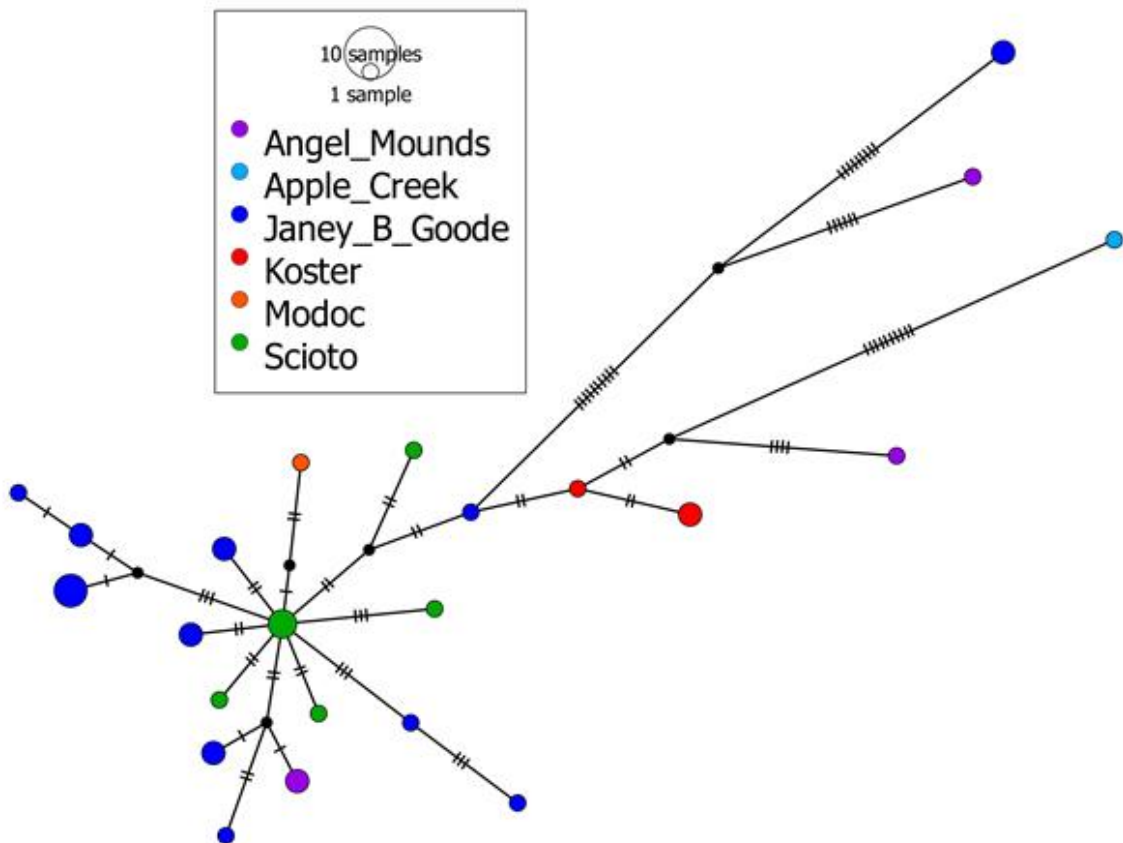 10 samples
1 sample
Angel_Mounds
Apple_Creek
Janey_B_Goode
Koster
Modoc
Scioto